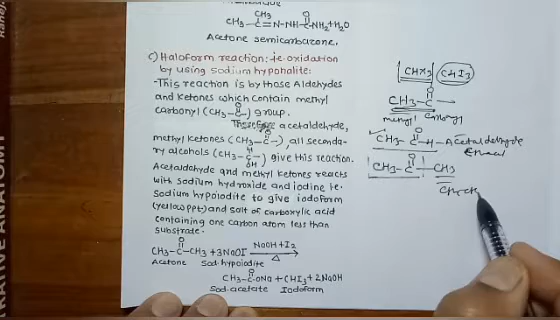 CH₃
O
CH₃-C=N-NH-C-NH₂+H₂O
Acetone semicarbazone.
c) Haloform reaction:- i.e. oxidation
by using sodium hypohalite:
-This reaction is by those Aldehydes
and Ketones which contain methyl
O
carbonyl (CH₃-C-) group.
Therefore acetaldehyde,
O
methyl ketones (CH₃-C-), all seconda-
H
ry alcohols (CH₃-C-) give this reaction.
OH
Acetaldehyde and methyl ketones reacts
with sodium hydroxide and iodine i.e.
Sodium hypoiodite to give iodoform
(yellow ppt) and salt of carboxylic acid
containing one carbon atom less than
substrate.
O
CH₃-C-CH₃ +3NaOI
NaOH+I₂
Δ
Acetone
Sod. hypoiodite
O
CH₃-C-ONa + CHI₃+2NaOH
Sod. acetate
Iodoform
CHX₃
CHI₃
O
CH₃-C-
methyl
Carbonyl
O
CH₃-C-H
-acetaldehyde
Ethanal
O
CH₃-C-CH₃